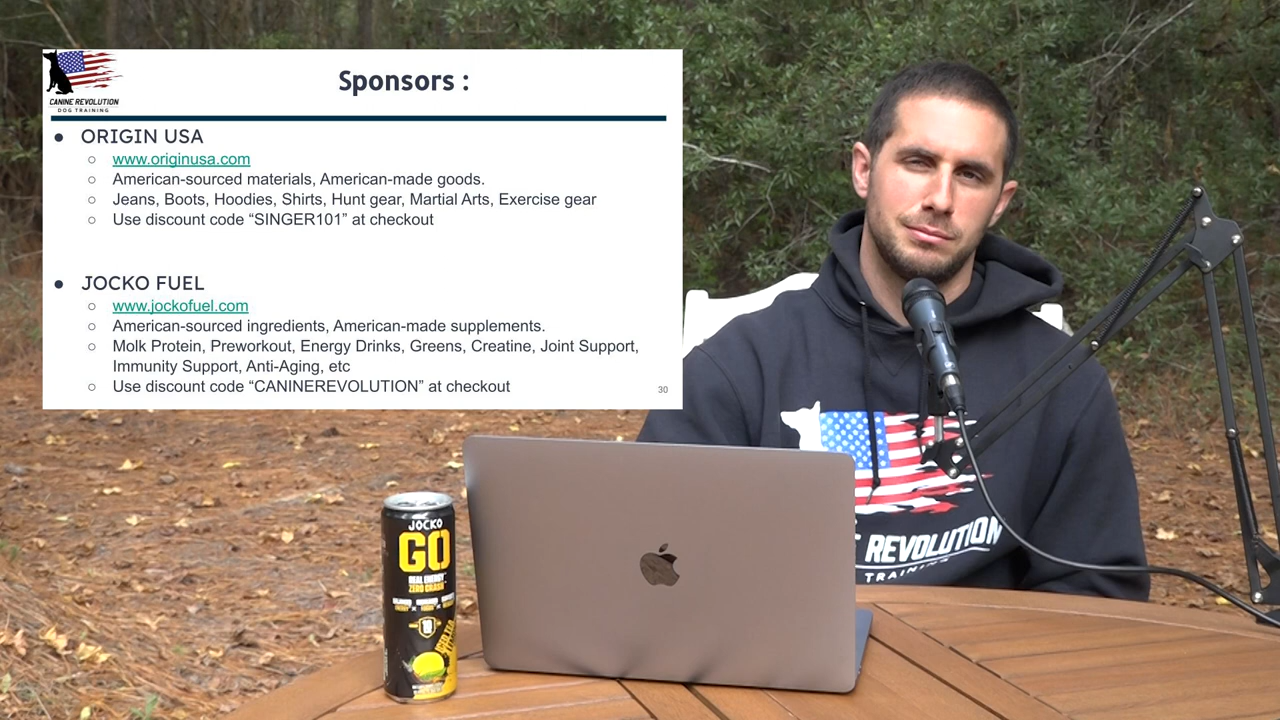 CANINE REVOLUTION
DOG TRAINING
Sponsors :
ORIGIN USA
www.originusa.com
American-sourced materials, American-made goods.
Jeans, Boots, Hoodies, Shirts, Hunt gear, Martial Arts, Exercise gear
Use discount code “SINGER101” at checkout
JOCKO FUEL
www.jockofuel.com
American-sourced ingredients, American-made supplements.
Molk Protein, Preworkout, Energy Drinks, Greens, Creatine, Joint Support,
Immunity Support, Anti-Aging, etc
Use discount code “CANINEREVOLUTION” at checkout
30
JOCKO
GO
REAL ENERGY
ZERO CRASH
REVOLUTION
TRAINING